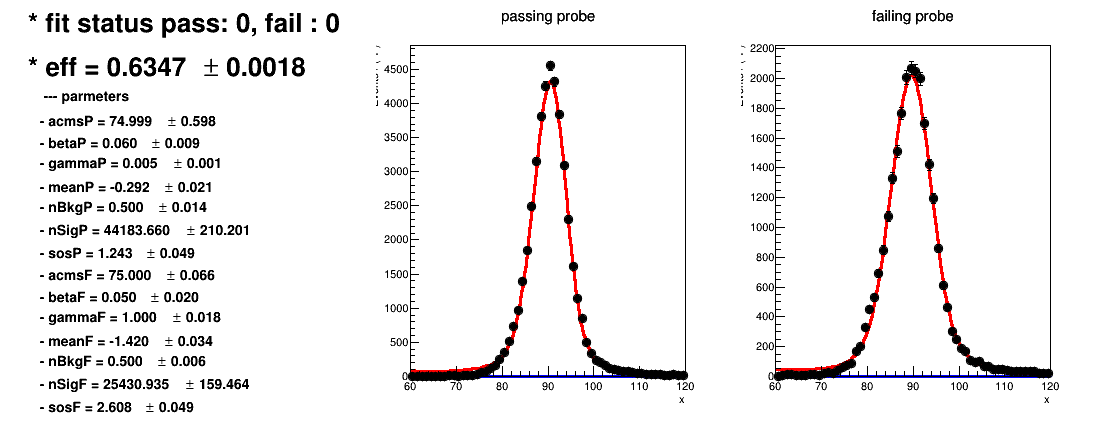 * fit status pass: 0, fail : 0
* eff = 0.6347 ± 0.0018
--- parmeters
- acmsP = 74.999 ± 0.598
- betaP = 0.060 ± 0.009
- gammaP = 0.005 ± 0.001
- meanP = -0.292 ± 0.021
- nBkgP = 0.500 ± 0.014
- nSigP = 44183.660 ± 210.201
- sosP = 1.243 ± 0.049
- acmsF = 75.000 ± 0.066
- betaF = 0.050 ± 0.020
- gammaF = 1.000 ± 0.018
- meanF = -1.420 ± 0.034
- nBkgF = 0.500 ± 0.006
- nSigF = 25430.935 ± 159.464
- sosF = 2.608 ± 0.049
passing probe
4500
4000
3500
3000
2500
2000
1500
1000
500
0
60 70 80 90 100 110 120
x
failing probe
2200
2000
1800
1600
1400
1200
1000
800
600
400
200
0
60 70 80 90 100 110 120
x